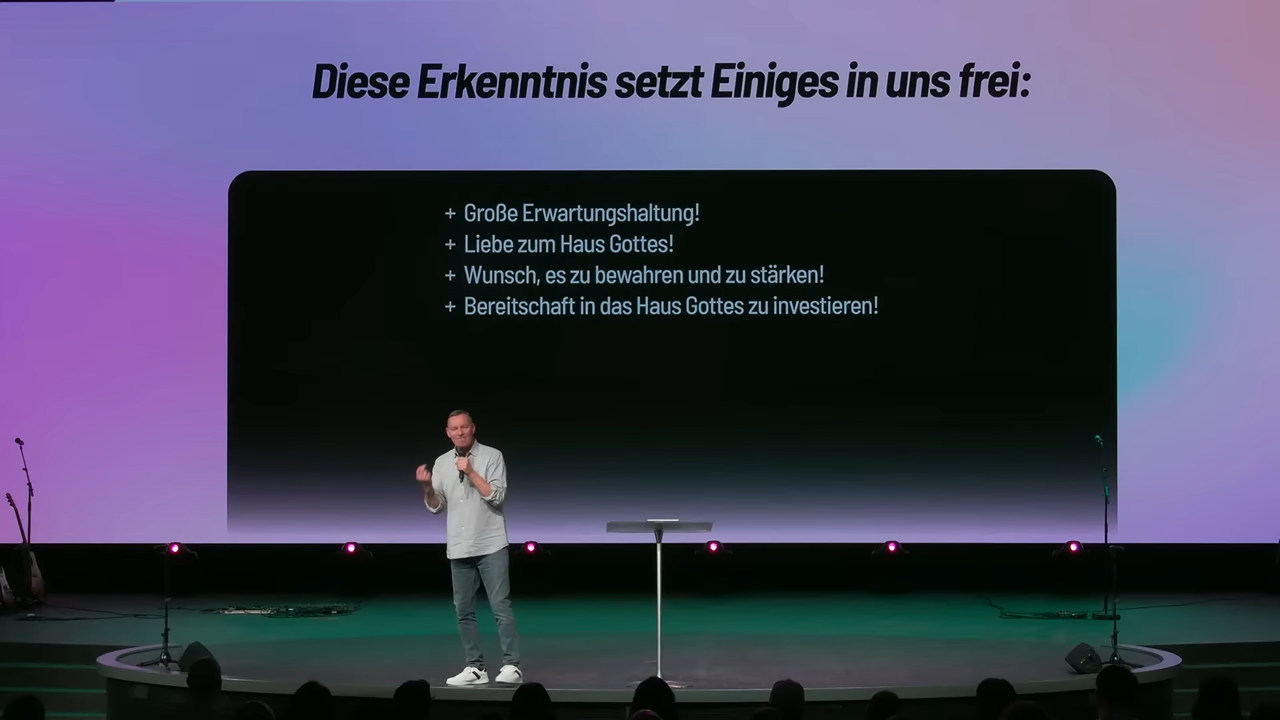 Diese Erkenntnis setzt Einiges in uns frei:
+ Große Erwartungshaltung!
+ Liebe zum Haus Gottes!
+ Wunsch, es zu bewahren und zu stärken!
+ Bereitschaft in das Haus Gottes zu investieren!